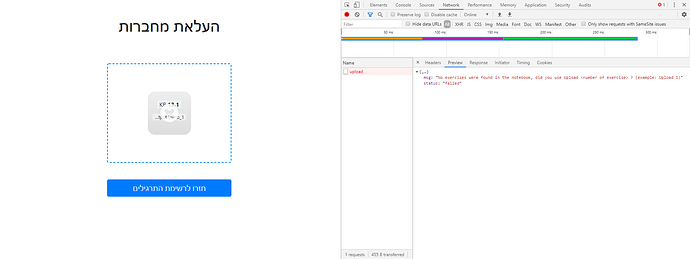 העלאת מחברות
חזרו לרשימת התרגילים
Elements Console Sources Network Performance Memory Application Security Audits
Preserve log Disable cache Online
Filter Hide data URLs All XHR JS CSS Img Media Font Doc WS Manifest Other Only show requests with SameSite issues
50 ms 100 ms 150 ms 200 ms 250 ms 300 ms
Name
Headers Preview Response Initiator Timing Cookies
upload...
{,…}
msg: "No exercises were found in the notebook, did you use Upload <number of exercise> ? (example: Upload 1)"
status: "failed"
1 requests 455 B transferred